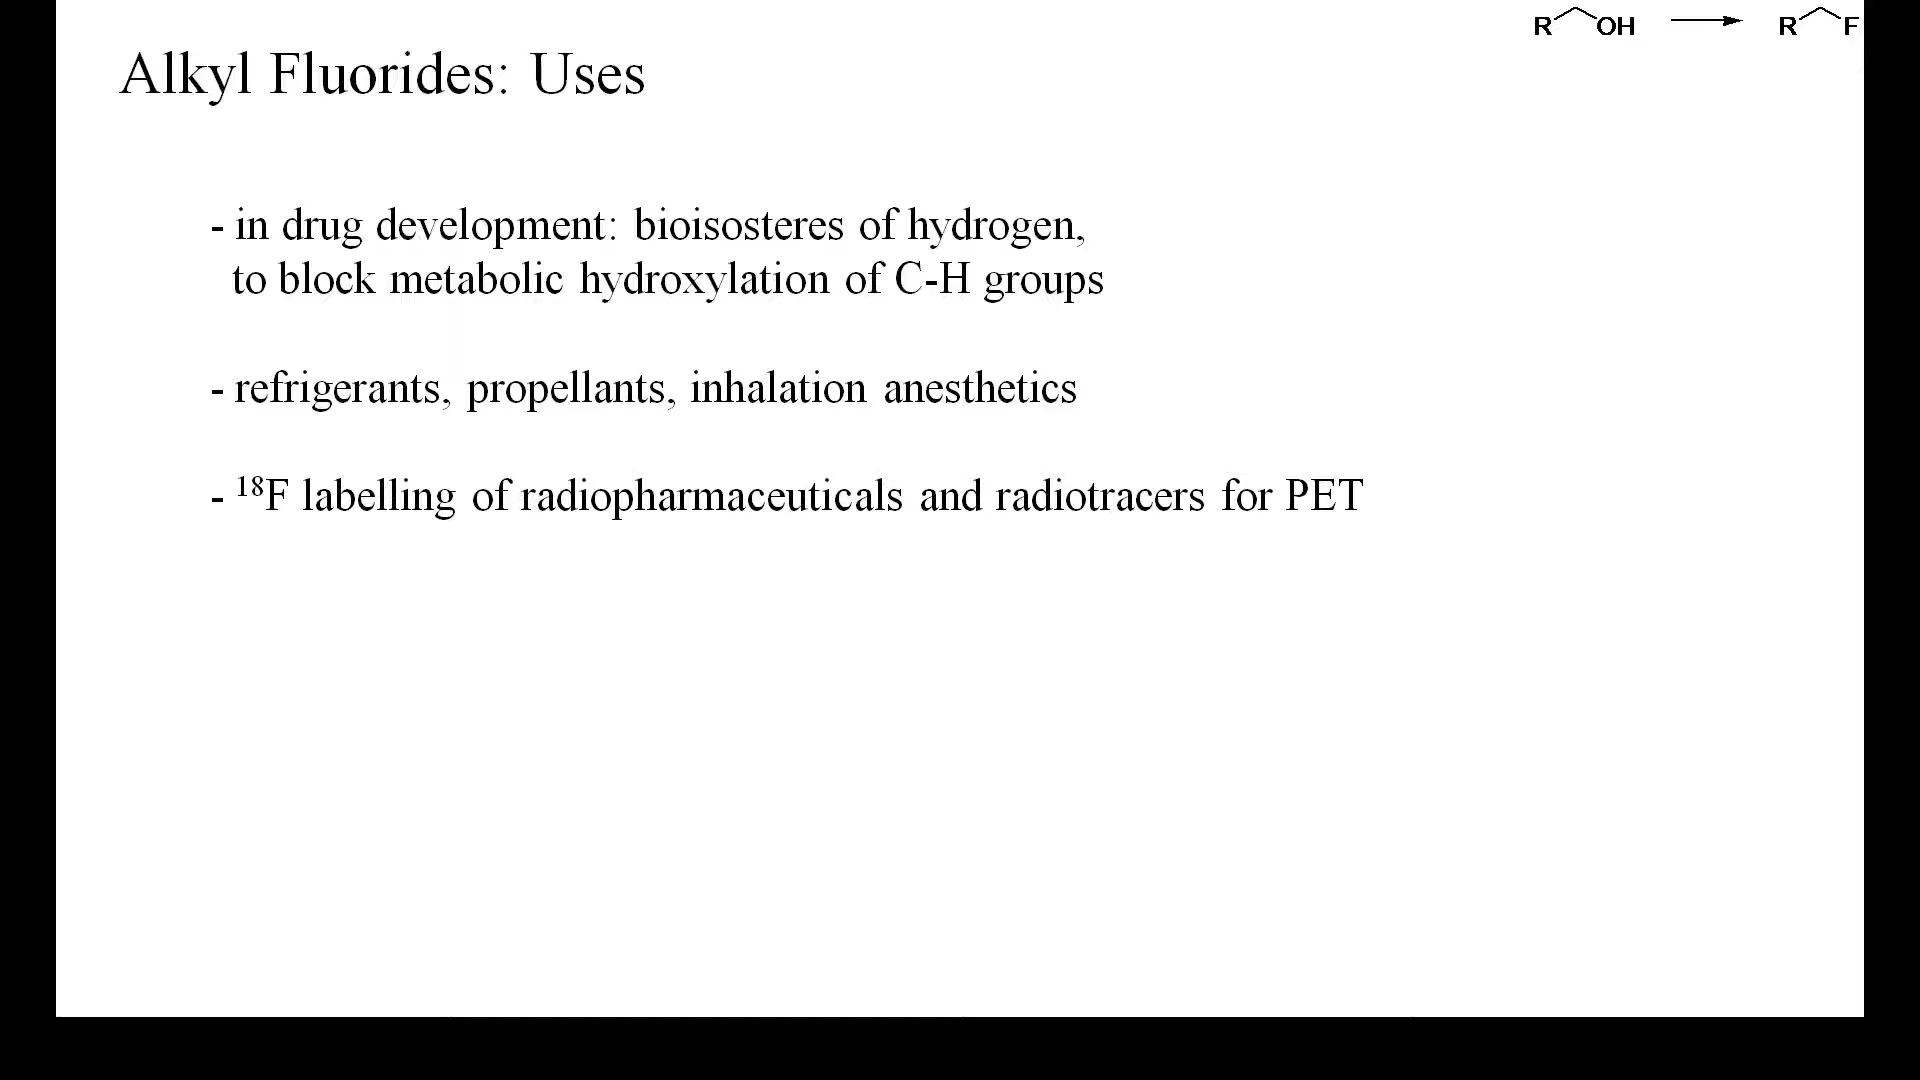 R OH R F
Alkyl Fluorides: Uses
- in drug development: bioisosteres of hydrogen,
to block metabolic hydroxylation of C-H groups
- refrigerants, propellants, inhalation anesthetics
- ¹⁸F labelling of radiopharmaceuticals and radiotracers for PET